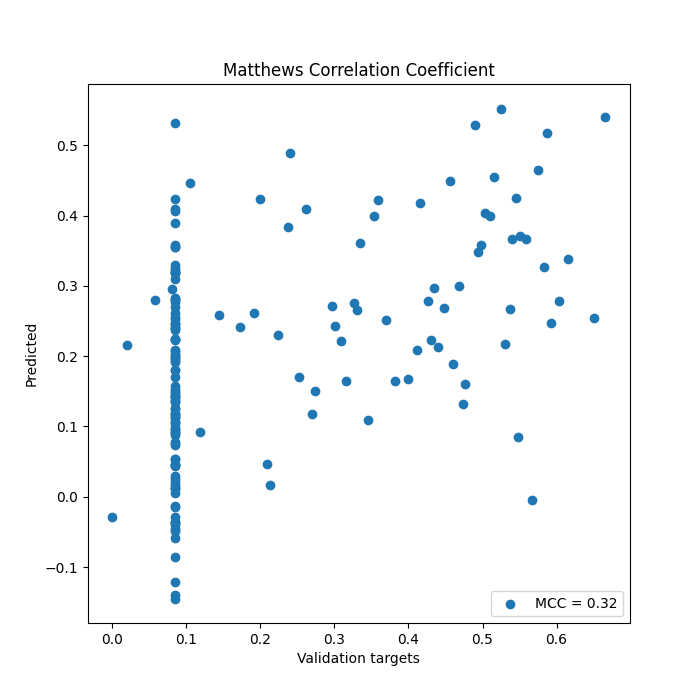 Matthews Correlation Coefficient
Predicted
0.5
0.4
0.3
0.2
0.1
0.0
−0.1
MCC = 0.32
0.0 0.1 0.2 0.3 0.4 0.5 0.6
Validation targets